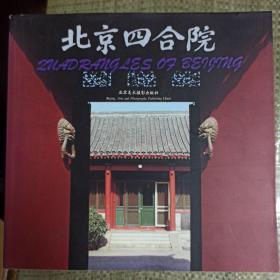 北京四合院
QUADRANGLES OF BEIJING
北京美术摄影出版社
Beijing Arts and Photography Publishing House